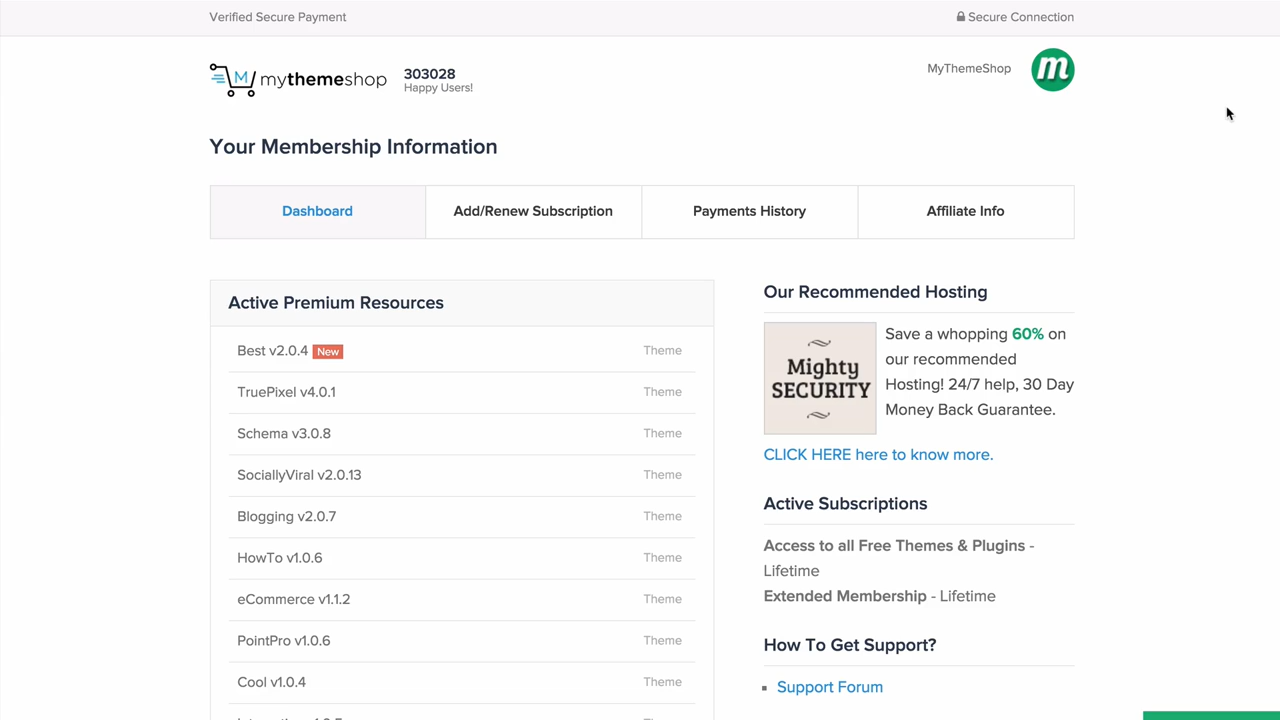 Verified Secure Payment
Secure Connection
mythemeshop
303028
Happy Users!
MyThemeShop
m
Your Membership Information
Dashboard
Add/Renew Subscription
Payments History
Affiliate Info
Active Premium Resources
Best v2.0.4 New Theme
TruePixel v4.0.1 Theme
Schema v3.0.8 Theme
SociallyViral v2.0.13 Theme
Blogging v2.0.7 Theme
HowTo v1.0.6 Theme
eCommerce v1.1.2 Theme
PointPro v1.0.6 Theme
Cool v1.0.4 Theme
Our Recommended Hosting
Mighty
SECURITY
Save a whopping 60% on
our recommended
Hosting! 24/7 help, 30 Day
Money Back Guarantee.
CLICK HERE here to know more.
Active Subscriptions
Access to all Free Themes & Plugins -
Lifetime
Extended Membership - Lifetime
How To Get Support?
Support Forum